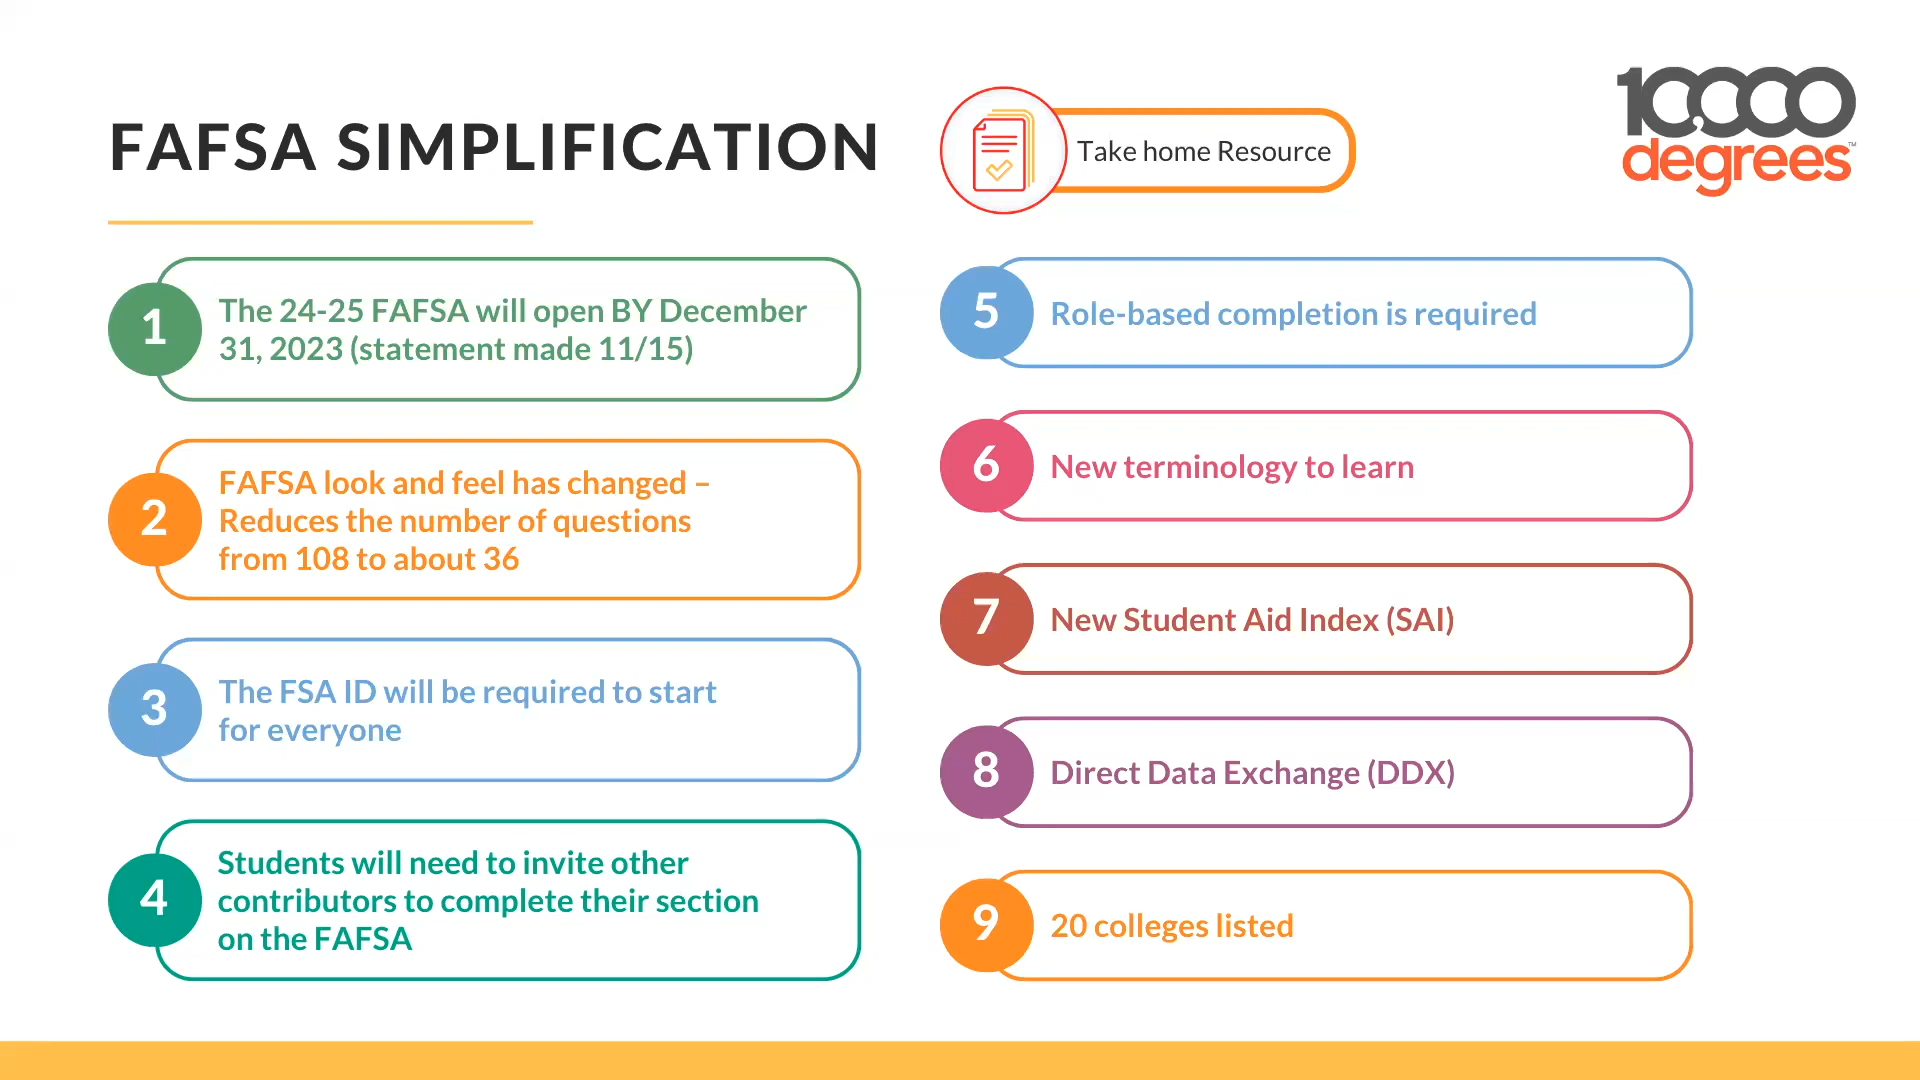 FAFSA SIMPLIFICATION
Take home Resource
10,000
degrees™
1
The 24-25 FAFSA will open BY December
31, 2023 (statement made 11/15)
2
FAFSA look and feel has changed –
Reduces the number of questions
from 108 to about 36
3
The FSA ID will be required to start
for everyone
4
Students will need to invite other
contributors to complete their section
on the FAFSA
5
Role-based completion is required
6
New terminology to learn
7
New Student Aid Index (SAI)
8
Direct Data Exchange (DDX)
9
20 colleges listed